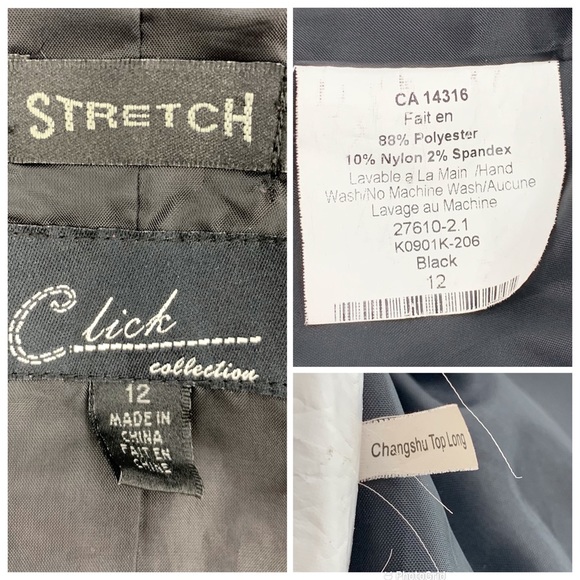 STRETCH
Click
collection
12
MADE IN
CHINA
FAIT EN
CHINE
CA 14316
Fait en
88% Polyester
10% Nylon 2% Spandex
Lavable a La Main /Hand
Wash/No Machine Wash/Aucune
Lavage au Machine
27610-2.1
K0901K-206
Black
12
Changshu Top Long
PhotoGrid